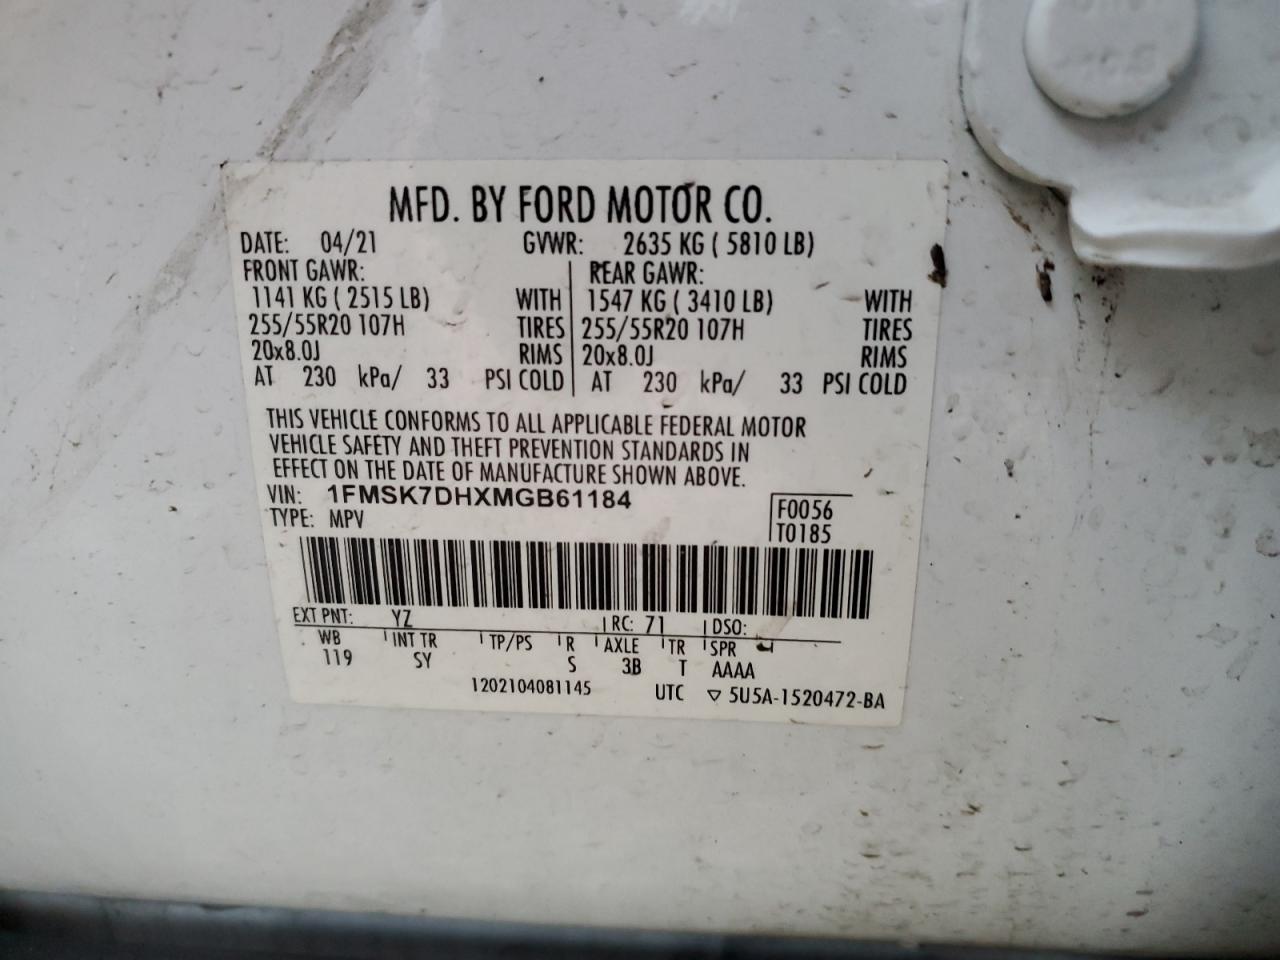 MFD. BY FORD MOTOR CO.
DATE: 04/21 GVWR: 2635 KG ( 5810 LB)
FRONT GAWR: REAR GAWR:
1141 KG ( 2515 LB) WITH 1547 KG ( 3410 LB) WITH
255/55R20 107H TIRES 255/55R20 107H TIRES
20x8.0J RIMS 20x8.0J RIMS
AT 230 kPa/ 33 PSI COLD AT 230 kPa/ 33 PSI COLD
THIS VEHICLE CONFORMS TO ALL APPLICABLE FEDERAL MOTOR
VEHICLE SAFETY AND THEFT PREVENTION STANDARDS IN
EFFECT ON THE DATE OF MANUFACTURE SHOWN ABOVE.
VIN: 1FMSK7DHXMGB61184 F0056
TYPE: MPV T0185
EXT PNT: YZ RC: 71 DSO:
WB INT TR TP/PS R AXLE TR SPR
119 SY S 3B T AAAA
1202104081145 UTC ▽ 5U5A-1520472-BA